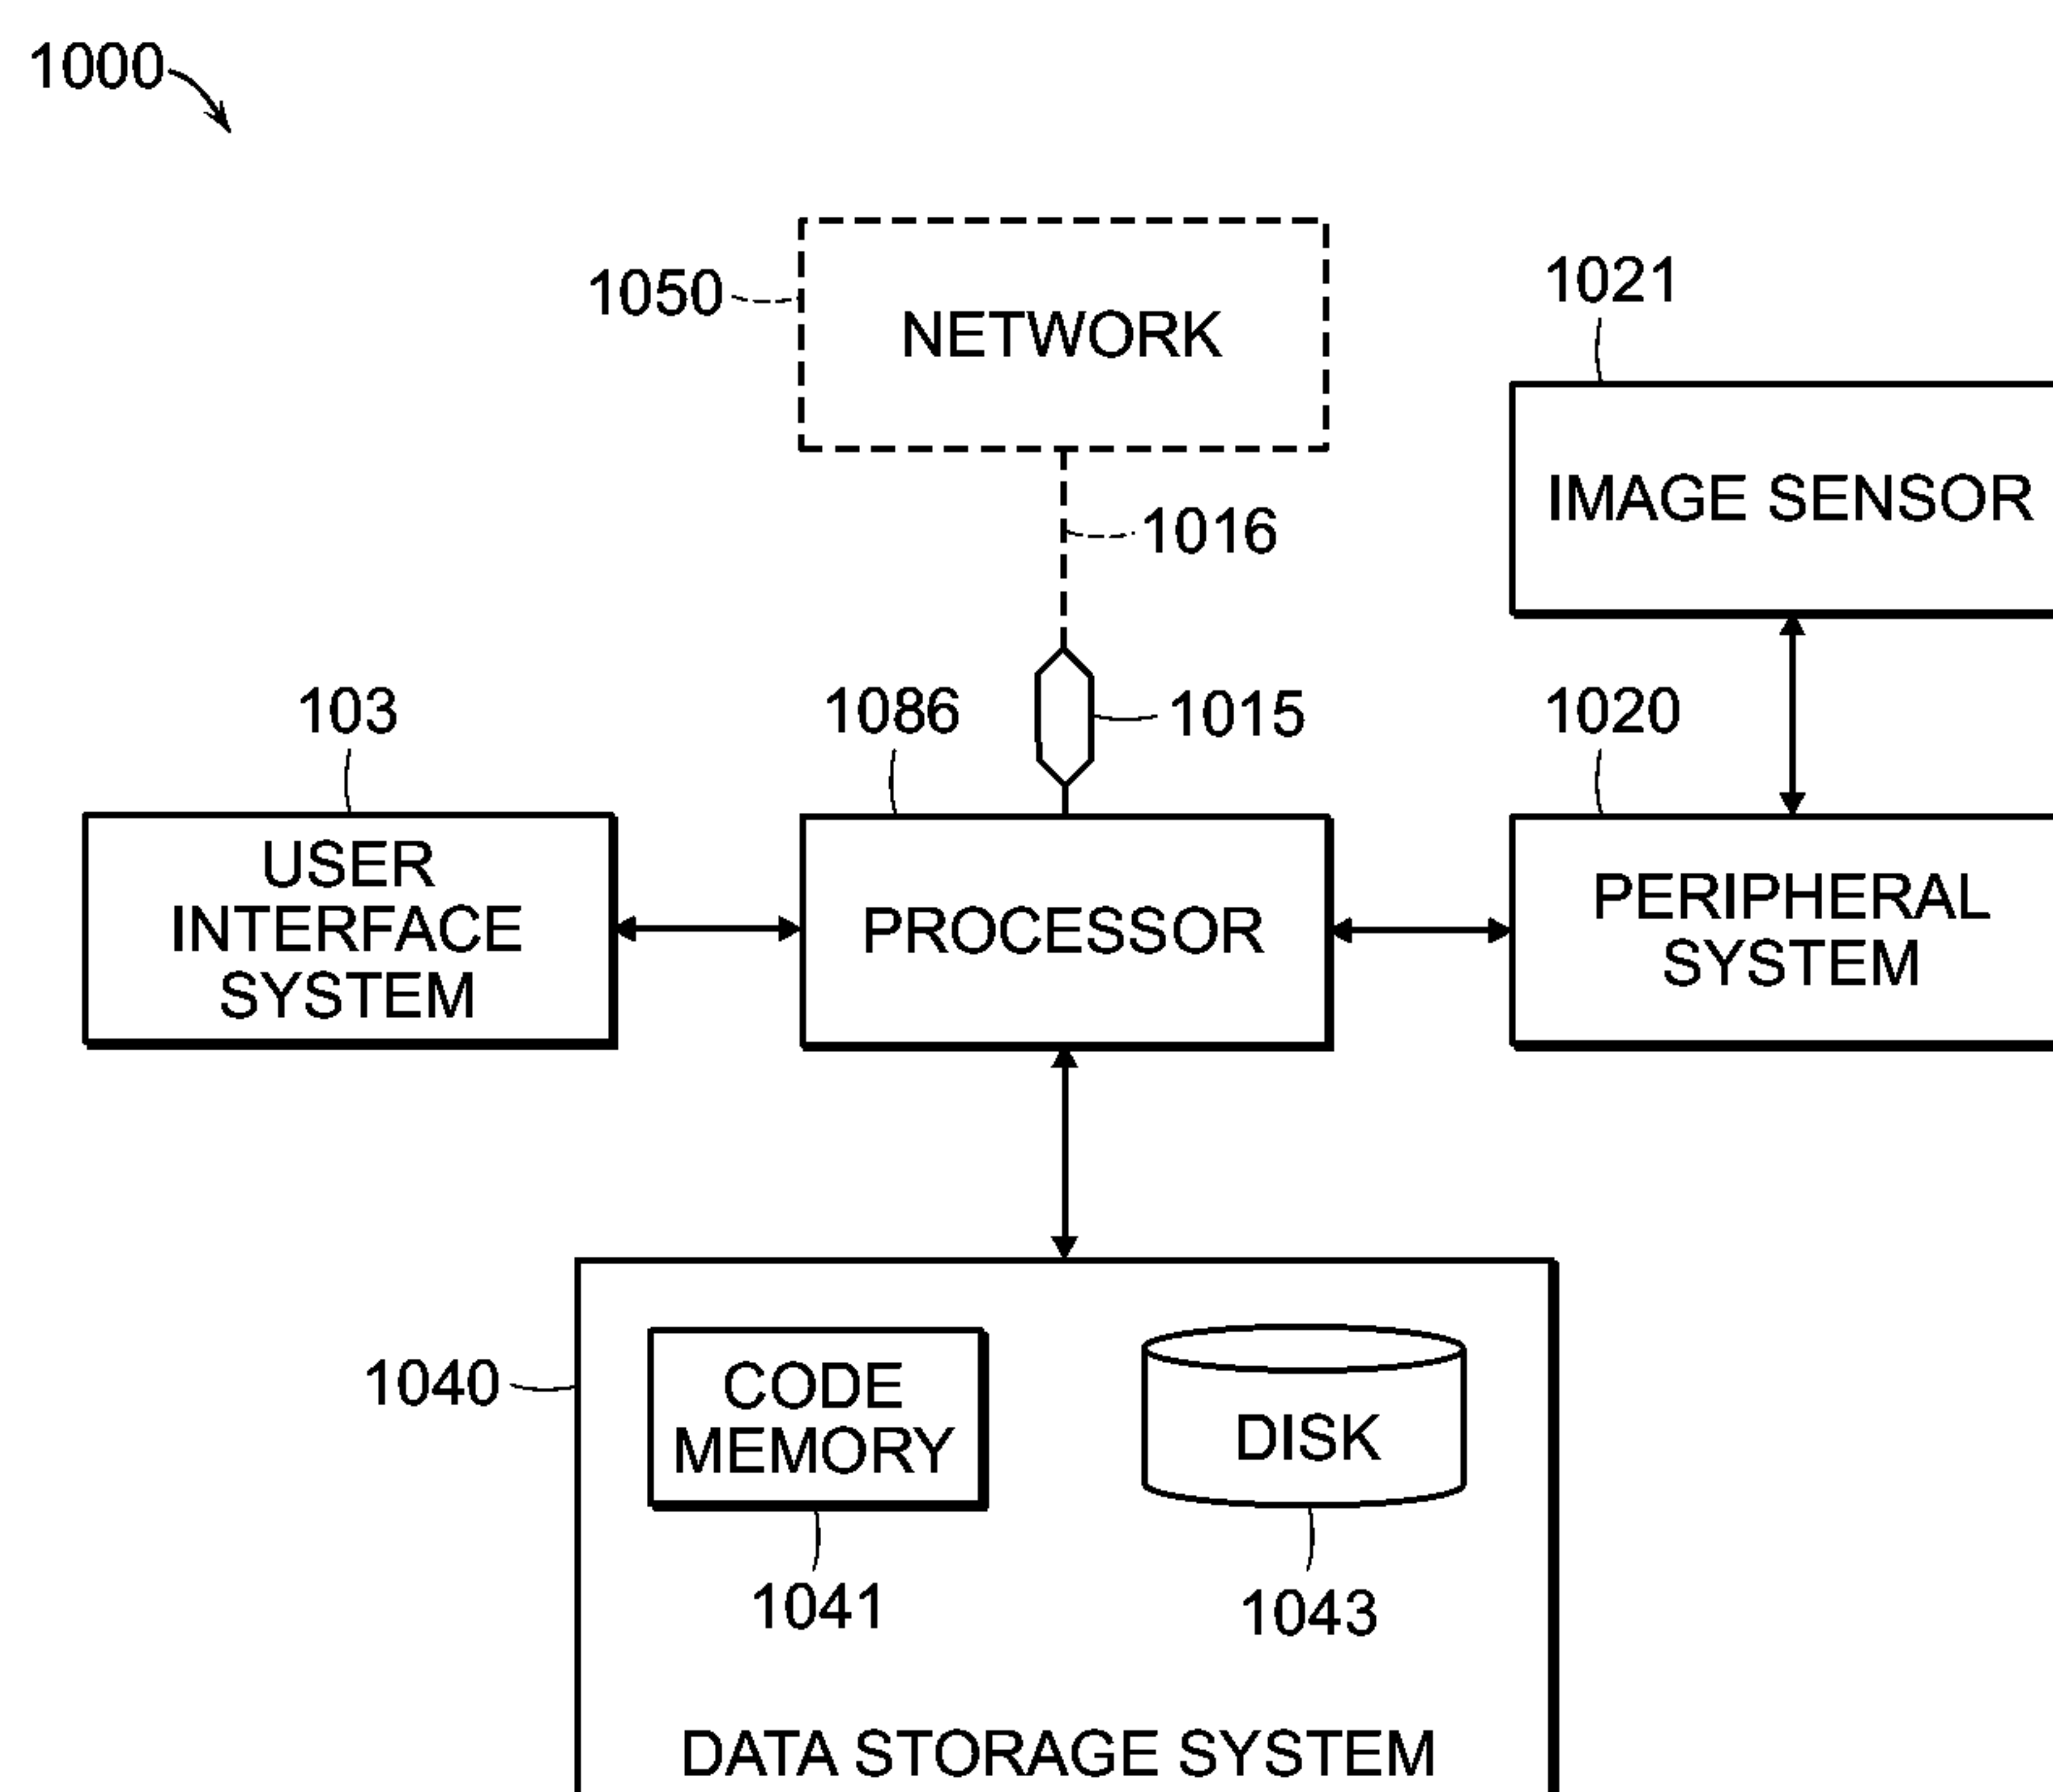 1000
1050
NETWORK
1021
IMAGE SENSOR
1016
103
1086
1015
1020
USER
INTERFACE
SYSTEM
PROCESSOR
PERIPHERAL
SYSTEM
1040
CODE
MEMORY
DISK
1041
1043
DATA STORAGE SYSTEM